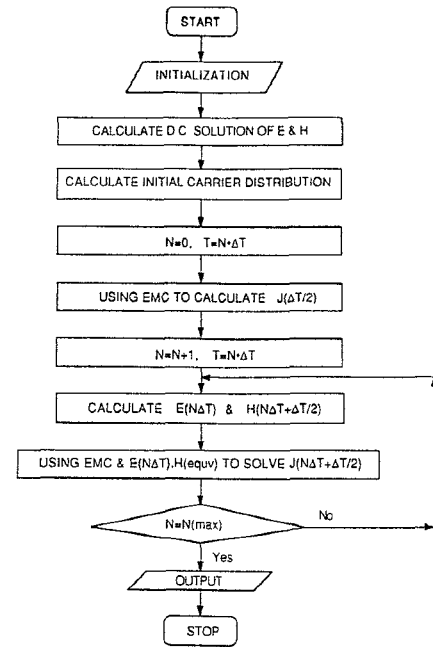 START
INITIALIZATION
CALCULATE D C SOLUTION OF E & H
CALCULATE INITIAL CARRIER DISTRIBUTION
N=0, T=N•ΔT
USING EMC TO CALCULATE J(ΔT/2)
N=N+1, T=N•ΔT
CALCULATE E(NΔT) & H(NΔT+ΔT/2)
USING EMC & E(NΔT),H(equv) TO SOLVE J(NΔT+ΔT/2)
N=N(max)
No
Yes
OUTPUT
STOP